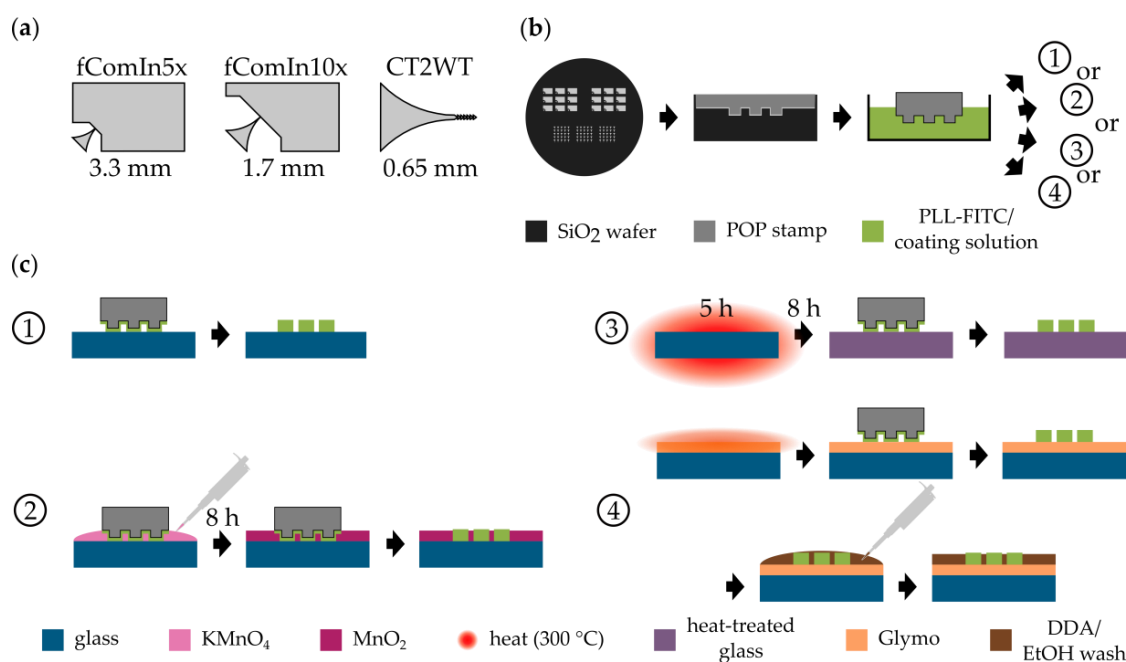 (a)
fComIn5x fComIn10x CT2WT
3.3 mm 1.7 mm 0.65 mm
(b)
① or
② or
③ or
④
SiO₂ wafer
POP stamp
PLL-FITC/
coating solution
(c)
①
②
8 h
③
5 h 8 h
④
glass
KMnO₄
MnO₂
heat (300 °C)
heat-treated
glass
Glymo
DDA/
EtOH wash